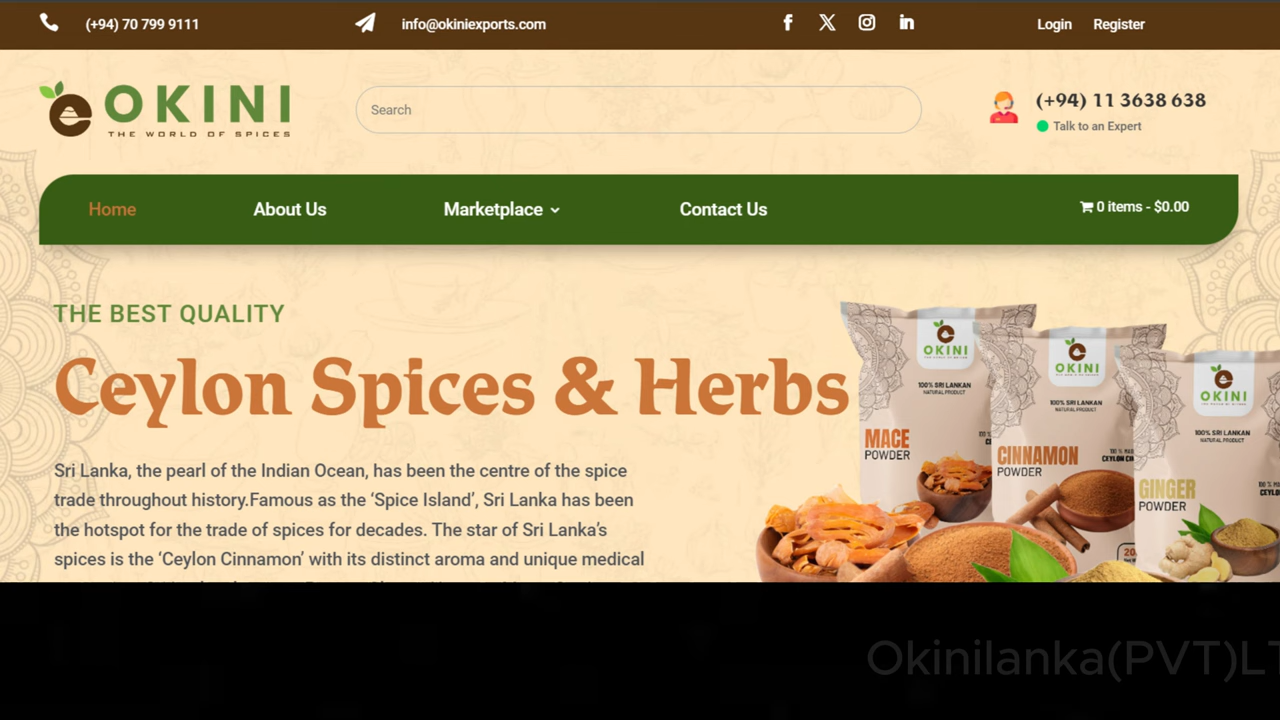 (+94) 70 799 9111
info@okiniexports.com
Login Register
OKINI
THE WORLD OF SPICES
Search
(+94) 11 3638 638
Talk to an Expert
Home
About Us
Marketplace
Contact Us
0 items - $0.00
THE BEST QUALITY
Ceylon Spices & Herbs
Sri Lanka, the pearl of the Indian Ocean, has been the centre of the spice
trade throughout history.Famous as the ‘Spice Island’, Sri Lanka has been
the hotspot for the trade of spices for decades. The star of Sri Lanka’s
spices is the ‘Ceylon Cinnamon’ with its distinct aroma and unique medical
OKINI
100% SRI LANKAN
NATURAL PRODUCT
MACE
POWDER
OKINI
100% SRI LANKAN
NATURAL PRODUCT
CINNAMON
POWDER
OKINI
100% SRI LANKAN
NATURAL PRODUCT
GINGER
POWDER
Okinilanka(PVT)LT